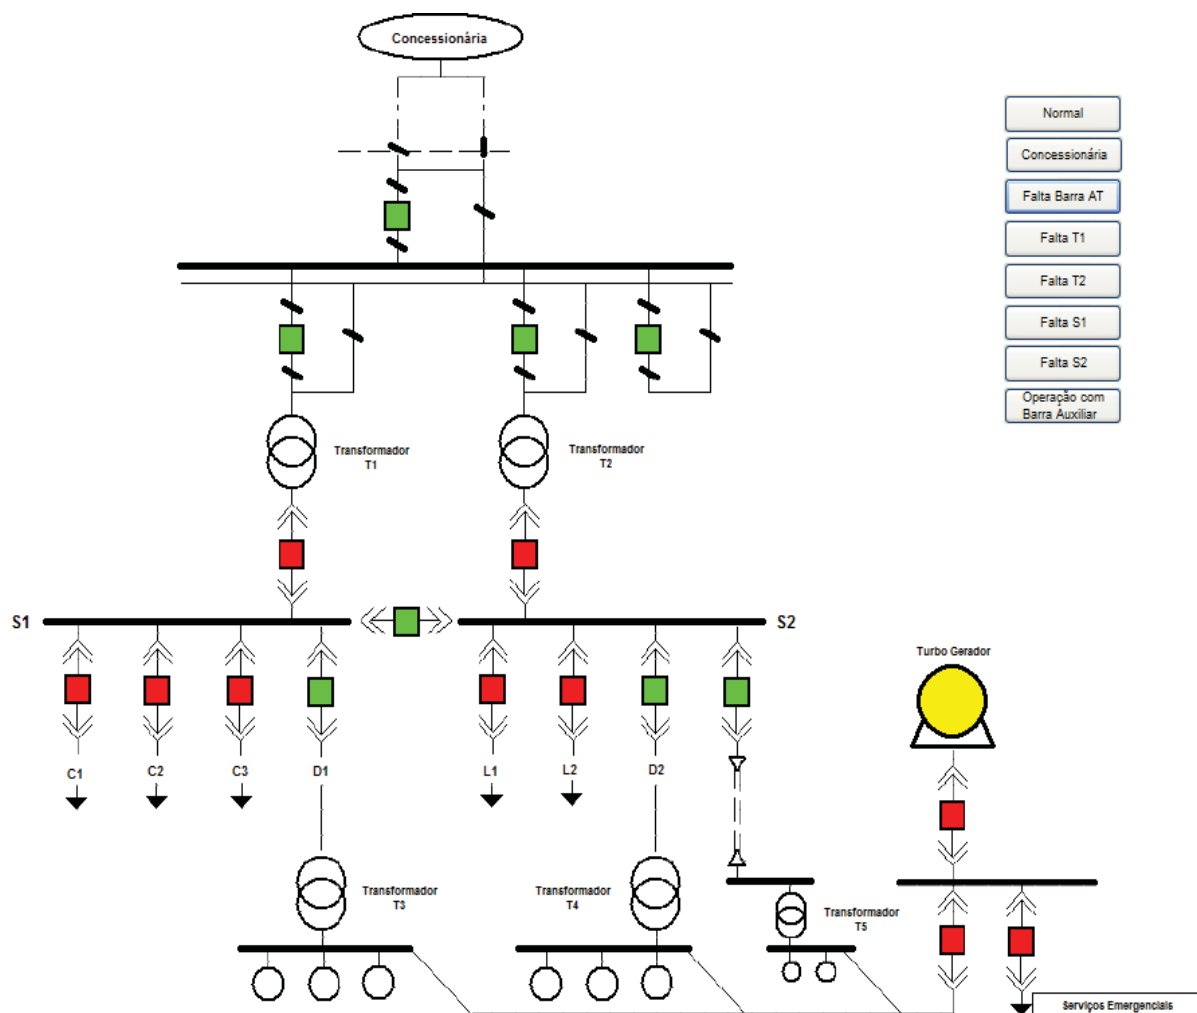 Concessionária
Normal
Concessionária
Falta Barra AT
Falta T1
Falta T2
Falta S1
Falta S2
Operação com
Barra Auxiliar
Transformador
T1
Transformador
T2
S1
S2
Turbo Gerador
C1
C2
C3
D1
L1
L2
D2
Transformador
T3
Transformador
T4
Transformador
T5
Serviços Emergenciais